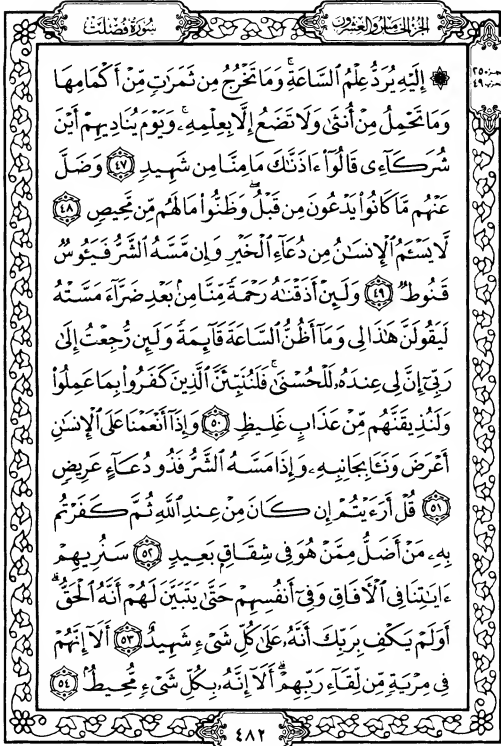 سورة فصلت
الجزء الخامس والعشرون
إِلَيْهِ يُرَدُّ عِلْمُ ٱلسَّاعَةِ ۚ وَمَا تَخْرُجُ مِن ثَمَرَٰتٍ مِّنْ أَكْمَامِهَا
وَمَا تَحْمِلُ مِنْ أُنثَىٰ وَلَا تَضَعُ إِلَّا بِعِلْمِهِۦ ۚ وَيَوْمَ يُنَادِيهِمْ أَيْنَ
شُرَكَآءِى قَالُوٓا۟ ءَاذَنَّٰكَ مَا مِنَّا مِن شَهِيدٍ ٤٧ وَضَلَّ
عَنْهُم مَّا كَانُوا۟ يَدْعُونَ مِن قَبْلُ ۖ وَظَنُّوا۟ مَا لَهُم مِّن مَّحِيصٍ ٤٨
لَّا يَسْـَٔمُ ٱلْإِنسَٰنُ مِن دُعَآءِ ٱلْخَيْرِ وَإِن مَّسَّهُ ٱلشَّرُّ فَيَـُٔوسٌ
قَنُوطٌ ٤٩ وَلَئِنْ أَذَقْنَٰهُ رَحْمَةً مِّنَّا مِنۢ بَعْدِ ضَرَّآءَ مَسَّتْهُ
لَيَقُولَنَّ هَٰذَا لِى وَمَآ أَظُنُّ ٱلسَّاعَةَ قَآئِمَةً وَلَئِن رُّجِعْتُ إِلَىٰ
رَبِّىٓ إِنَّ لِى عِندَهُۥ لَلْحُسْنَىٰ ۚ فَلَنُنَبِّئَنَّ ٱلَّذِينَ كَفَرُوا۟ بِمَا عَمِلُوا۟
وَلَنُذِيقَنَّهُم مِّنْ عَذَابٍ غَلِيظٍ ٥٠ وَإِذَآ أَنْعَمْنَا عَلَى ٱلْإِنسَٰنِ
أَعْرَضَ وَنَـَٔا بِجَانِبِهِۦ وَإِذَا مَسَّهُ ٱلشَّرُّ فَذُو دُعَآءٍ عَرِيضٍ
٥١ قُلْ أَرَءَيْتُمْ إِن كَانَ مِنْ عِندِ ٱللَّهِ ثُمَّ كَفَرْتُم
بِهِۦ مَنْ أَضَلُّ مِمَّنْ هُوَ فِى شِقَاقٍۭ بَعِيدٍ ٥٢ سَنُرِيهِمْ
ءَايَٰتِنَا فِى ٱلْءَافَاقِ وَفِىٓ أَنفُسِهِمْ حَتَّىٰ يَتَبَيَّنَ لَهُمْ أَنَّهُ ٱلْحَقُّ ۗ
أَوَلَمْ يَكْفِ بِرَبِّكَ أَنَّهُۥ عَلَىٰ كُلِّ شَىْءٍ شَهِيدٌ ٥٣ أَلَآ إِنَّهُمْ
فِى مِرْيَةٍ مِّن لِّقَآءِ رَبِّهِمْ ۗ أَلَآ إِنَّهُۥ بِكُلِّ شَىْءٍ مُّحِيطٌۢ ٥٤
٤٨٢